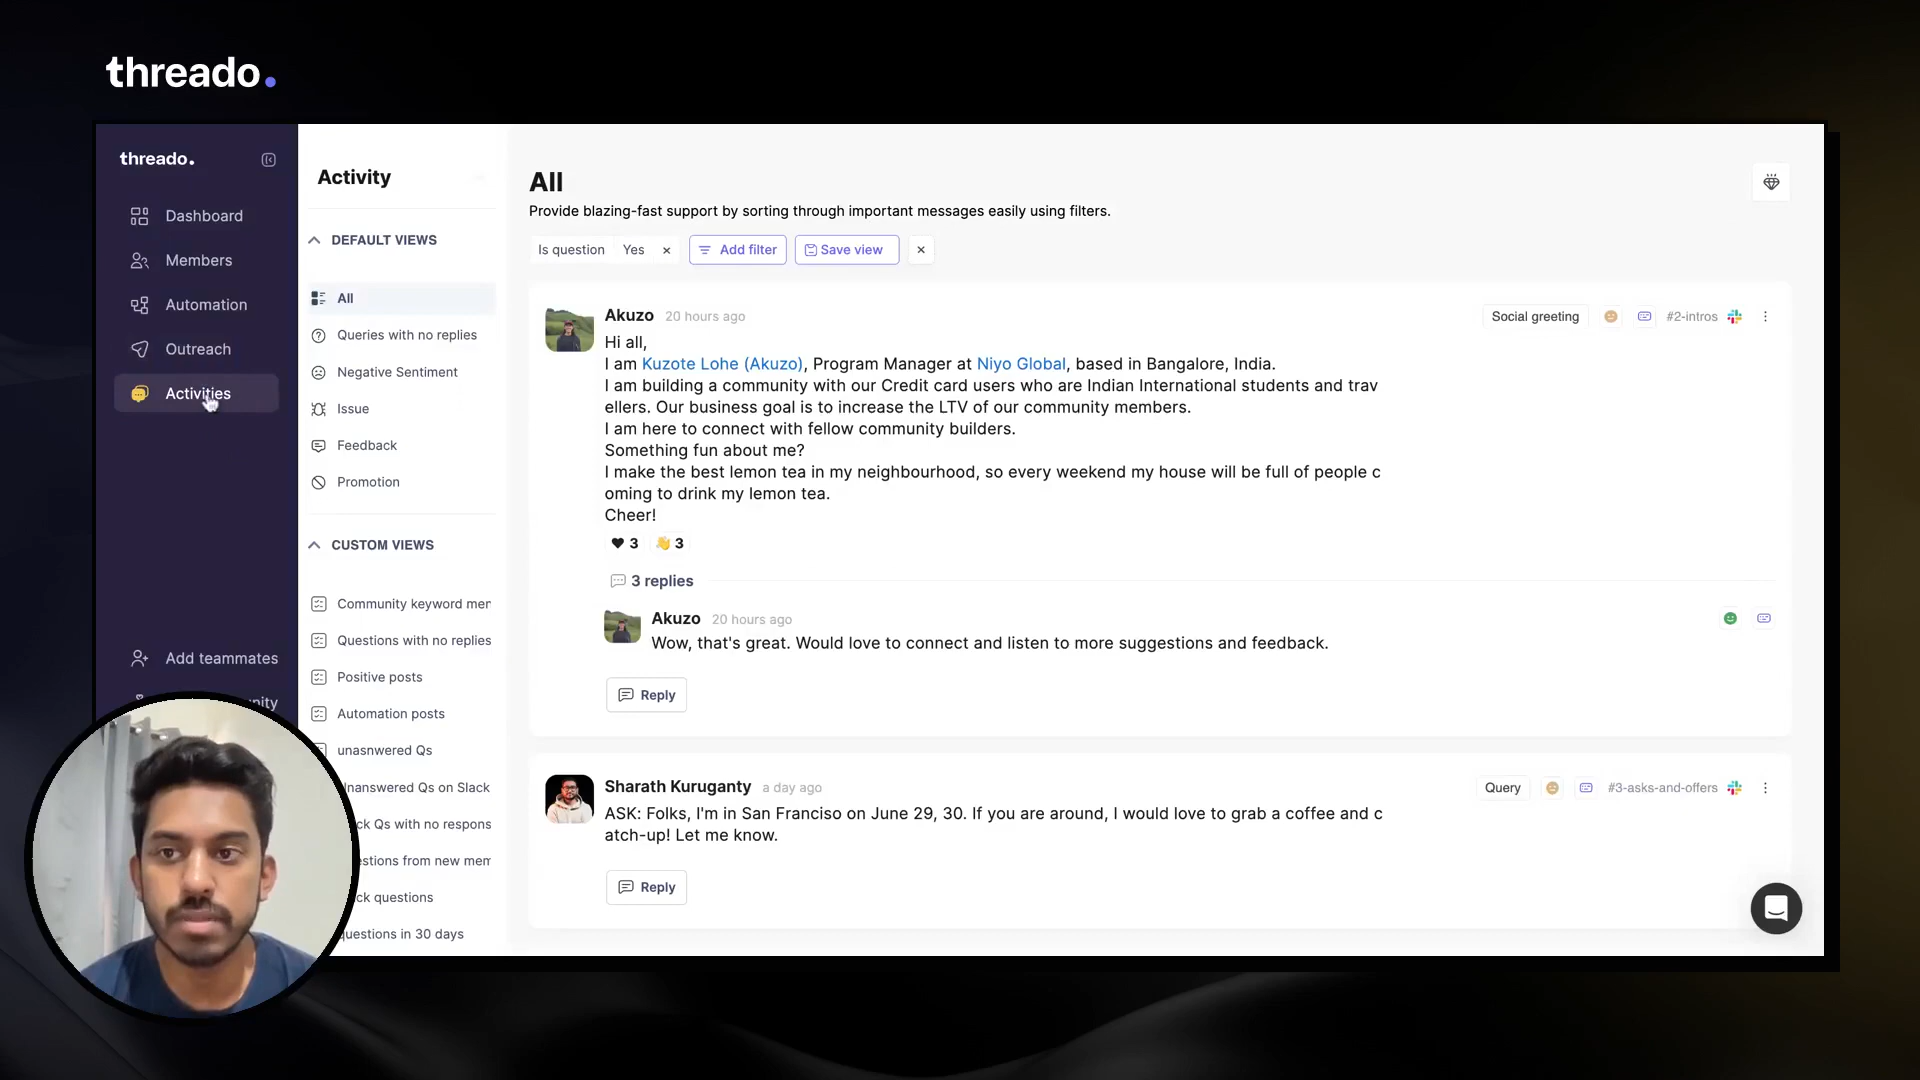 threado.
threado.
Dashboard
Members
Automation
Outreach
Activities
Add teammates
Activity
DEFAULT VIEWS
All
Queries with no replies
Negative Sentiment
Issue
Feedback
Promotion
CUSTOM VIEWS
Community keyword men
Questions with no replies
Positive posts
Automation posts
unasnwered Qs
nanswered Qs on Slack
ck Qs with no respons
estions from new mem
ck questions
questions in 30 days
All
Provide blazing-fast support by sorting through important messages easily using filters.
Is question Yes × Add filter Save view ×
Akuzo 20 hours ago Social greeting #2-intros
Hi all,
I am Kuzote Lohe (Akuzo), Program Manager at Niyo Global, based in Bangalore, India.
I am building a community with our Credit card users who are Indian International students and trav
ellers. Our business goal is to increase the LTV of our community members.
I am here to connect with fellow community builders.
Something fun about me?
I make the best lemon tea in my neighbourhood, so every weekend my house will be full of people c
oming to drink my lemon tea.
Cheer!
3 3
3 replies
Akuzo 20 hours ago
Wow, that's great. Would love to connect and listen to more suggestions and feedback.
Reply
Sharath Kuruganty a day ago Query #3-asks-and-offers
ASK: Folks, I'm in San Franciso on June 29, 30. If you are around, I would love to grab a coffee and c
atch-up! Let me know.
Reply